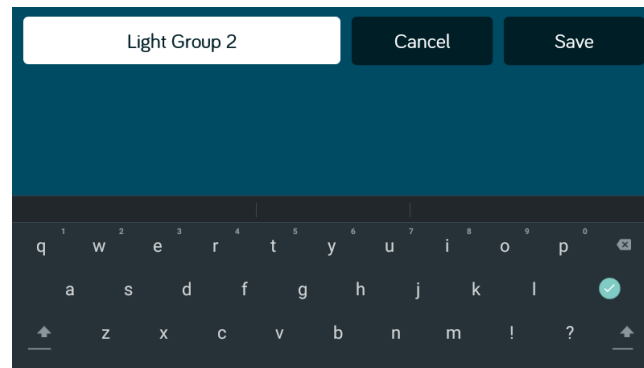 Light Group 2 Cancel Save
1 2 3 4 5 6 7 8 9 0
q w e r t y u i o p
a s d f g h j k l
z x c v b n m ! ?